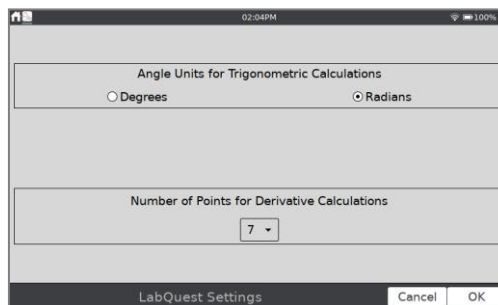 02:04PM 100%
Angle Units for Trigonometric Calculations
Degrees Radians
Number of Points for Derivative Calculations
7
LabQuest Settings Cancel OK